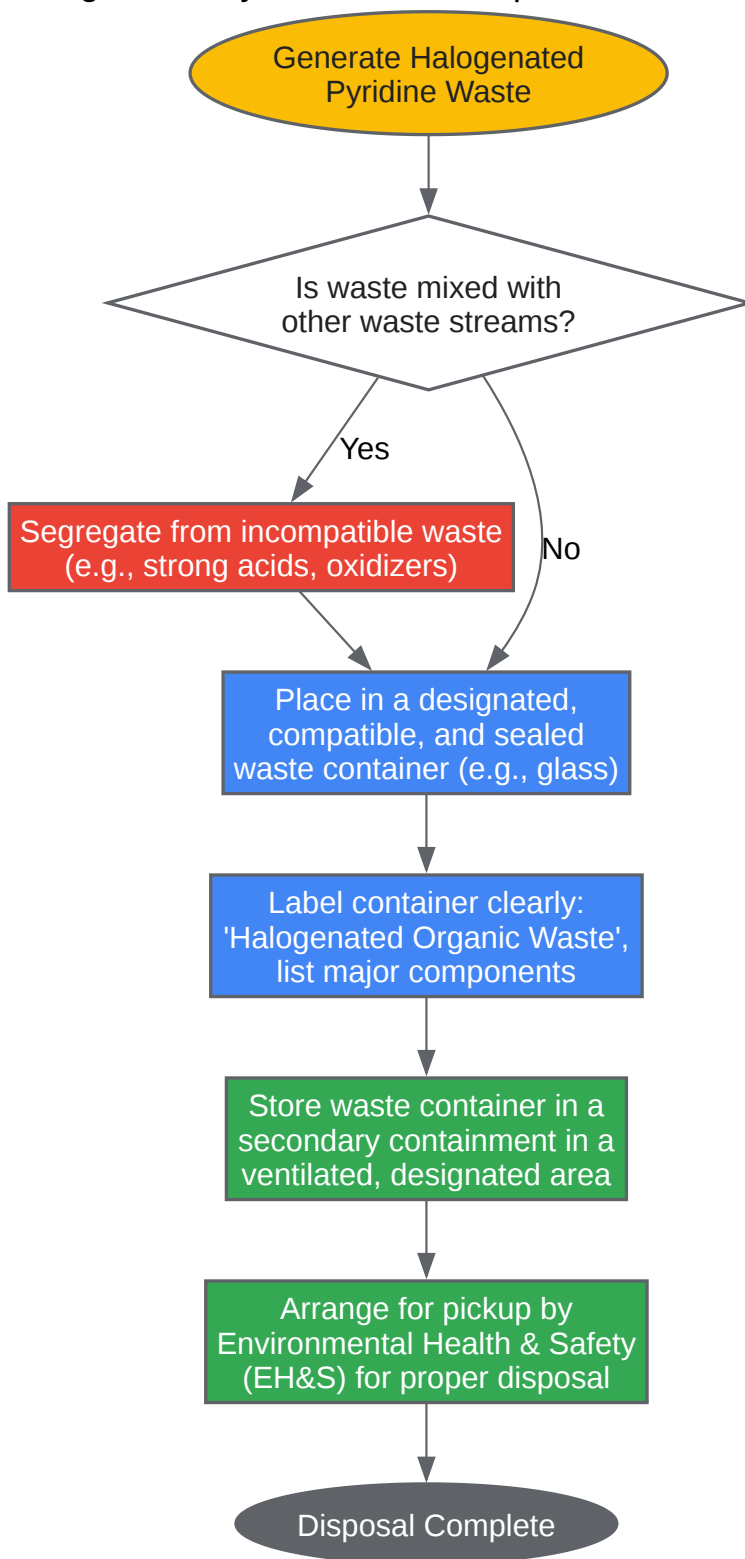 Generate Halogenated
Pyridine Waste
Is waste mixed with
other waste streams?
Yes
Segregate from incompatible waste
(e.g., strong acids, oxidizers)
No
Place in a designated,
compatible, and sealed
waste container (e.g., glass)
Label container clearly:
'Halogenated Organic Waste',
list major components
Store waste container in a
secondary containment in a
ventilated, designated area
Arrange for pickup by
Environmental Health & Safety
(EH&S) for proper disposal
Disposal Complete